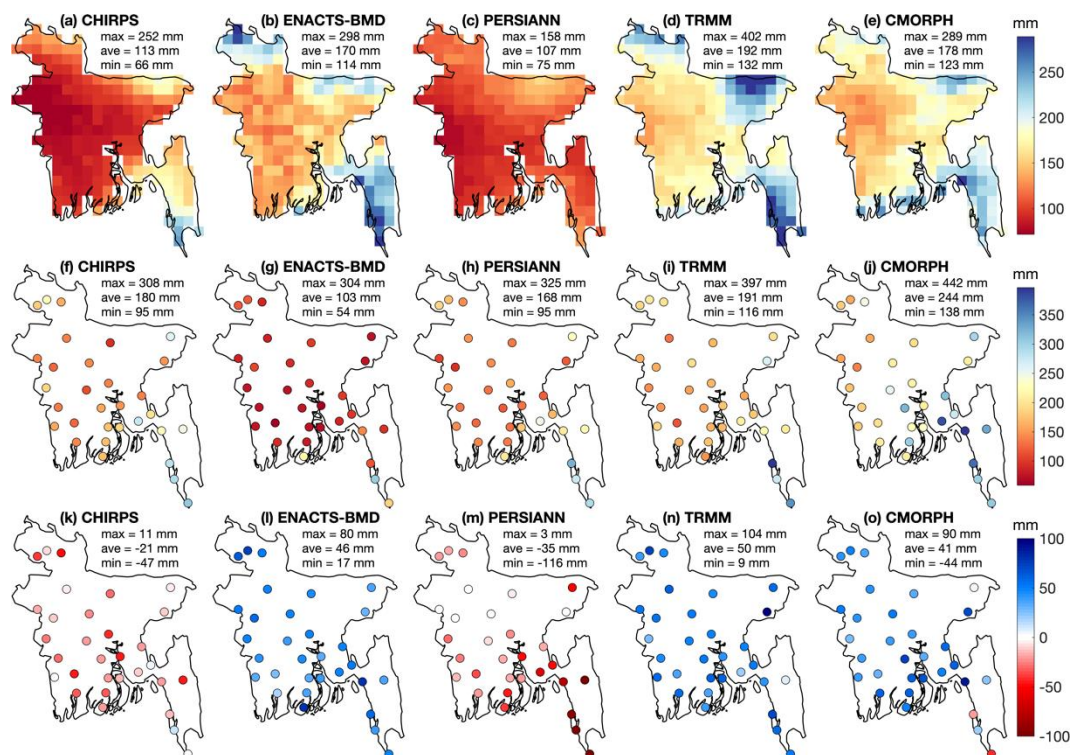 (a) CHIRPS
max = 252 mm
ave = 113 mm
min = 66 mm
(b) ENACTS-BMD
max = 298 mm
ave = 170 mm
min = 114 mm
(c) PERSIANN
max = 158 mm
ave = 107 mm
min = 75 mm
(d) TRMM
max = 402 mm
ave = 192 mm
min = 132 mm
(e) CMORPH
max = 289 mm
ave = 178 mm
min = 123 mm
mm
250
200
150
100
(f) CHIRPS
max = 308 mm
ave = 180 mm
min = 95 mm
(g) ENACTS-BMD
max = 304 mm
ave = 103 mm
min = 54 mm
(h) PERSIANN
max = 325 mm
ave = 168 mm
min = 95 mm
(i) TRMM
max = 397 mm
ave = 191 mm
min = 116 mm
(j) CMORPH
max = 442 mm
ave = 244 mm
min = 138 mm
mm
350
300
250
200
150
100
(k) CHIRPS
max = 11 mm
ave = -21 mm
min = -47 mm
(l) ENACTS-BMD
max = 80 mm
ave = 46 mm
min = 17 mm
(m) PERSIANN
max = 3 mm
ave = -35 mm
min = -116 mm
(n) TRMM
max = 104 mm
ave = 50 mm
min = 9 mm
(o) CMORPH
max = 90 mm
ave = 41 mm
min = -44 mm
mm
100
50
0
-50
-100